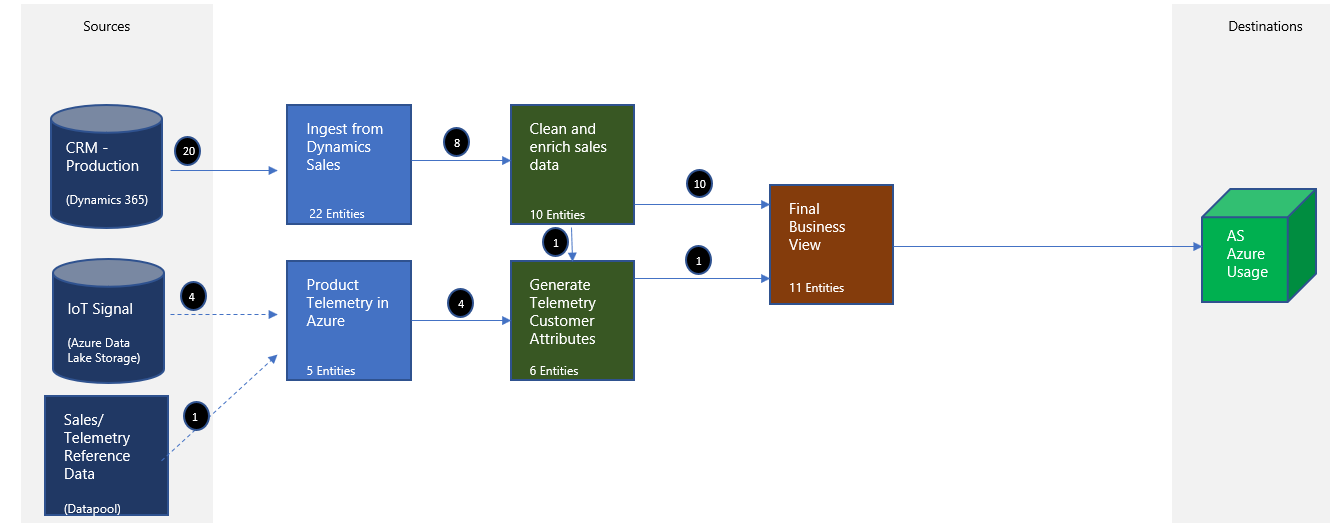 Sources
Destinations
CRM -
Production
(Dynamics 365)
20
Ingest from
Dynamics
Sales
22 Entities
8
Clean and
enrich sales
data
10 Entities
10
1
Final
Business
View
11 Entities
AS
Azure
Usage
IoT Signal
(Azure Data
Lake Storage)
4
Product
Telemetry in
Azure
5 Entities
4
Generate
Telemetry
Customer
Attributes
6 Entities
1
Sales/
Telemetry
Reference
Data
(Datapool)
1